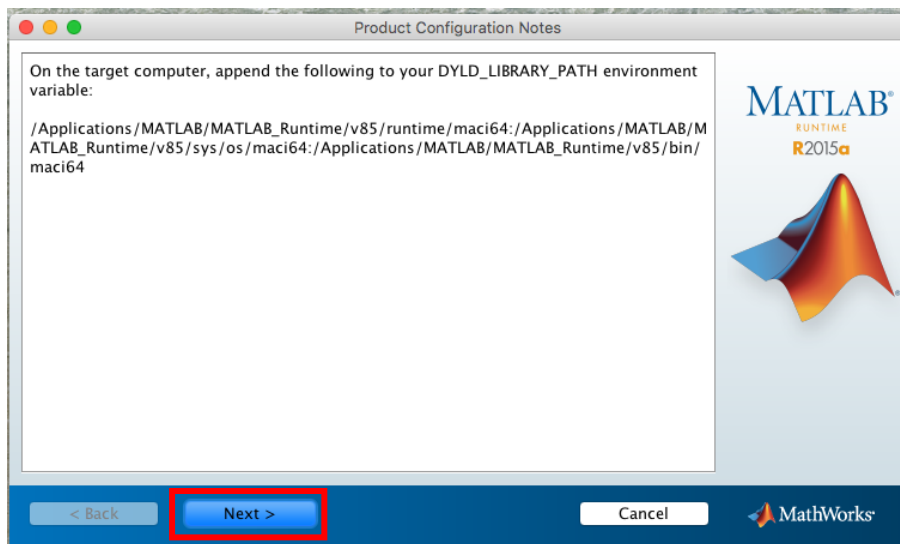 Product Configuration Notes
On the target computer, append the following to your DYLD_LIBRARY_PATH environment
variable:
/Applications/MATLAB/MATLAB_Runtime/v85/runtime/maci64:/Applications/MATLAB/M
ATLAB_Runtime/v85/sys/os/maci64:/Applications/MATLAB/MATLAB_Runtime/v85/bin/
maci64
MATLAB®
RUNTIME
R2015a
®
< Back
Next >
Cancel
MathWorks®